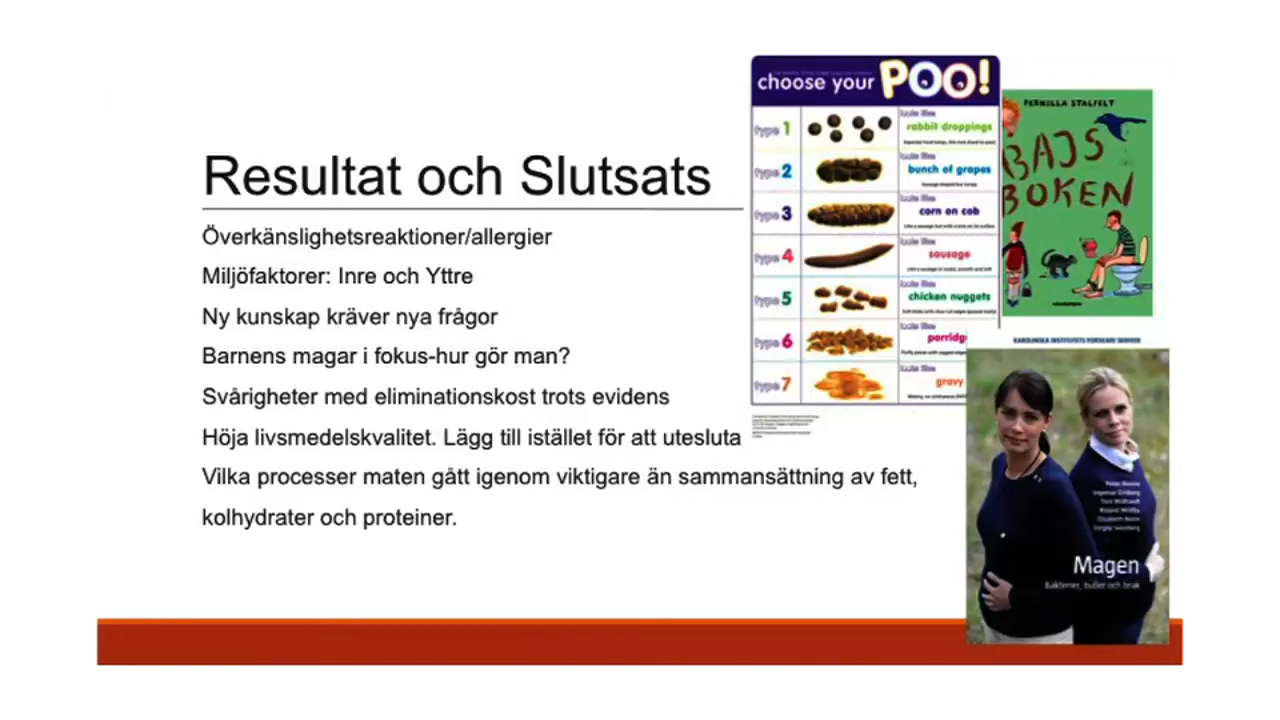 Resultat och Slutsats
Överkänslighetsreaktioner/allergier
Miljöfaktorer: Inre och Yttre
Ny kunskap kräver nya frågor
Barnens magar i fokus-hur gör man?
Svårigheter med eliminationskost trots evidens
Höja livsmedelskvalitet. Lägg till istället för att utesluta
Vilka processer maten gått igenom viktigare än sammansättning av fett,
kolhydrater och proteiner.
choose your POO!
type 1
looks like
rabbit droppings
type 2
looks like
bunch of grapes
type 3
looks like
corn on cob
type 4
looks like
sausage
type 5
looks like
chicken nuggets
type 6
looks like
porridg
type 7
looks like
gravy
PERNILLA STALFELT
BAJS
BOKEN
KAROLINSKA INSTITUTETS FORSKARE SKRIVER
Magen
Bakterier, buller och brak